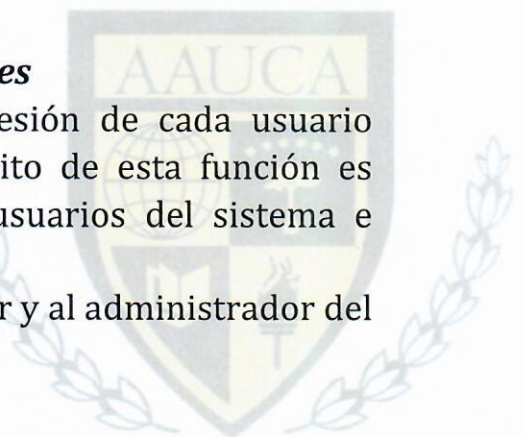 es
AAUCA
esión de cada usuario
ito de esta función es
usuarios del sistema e
r y al administrador del